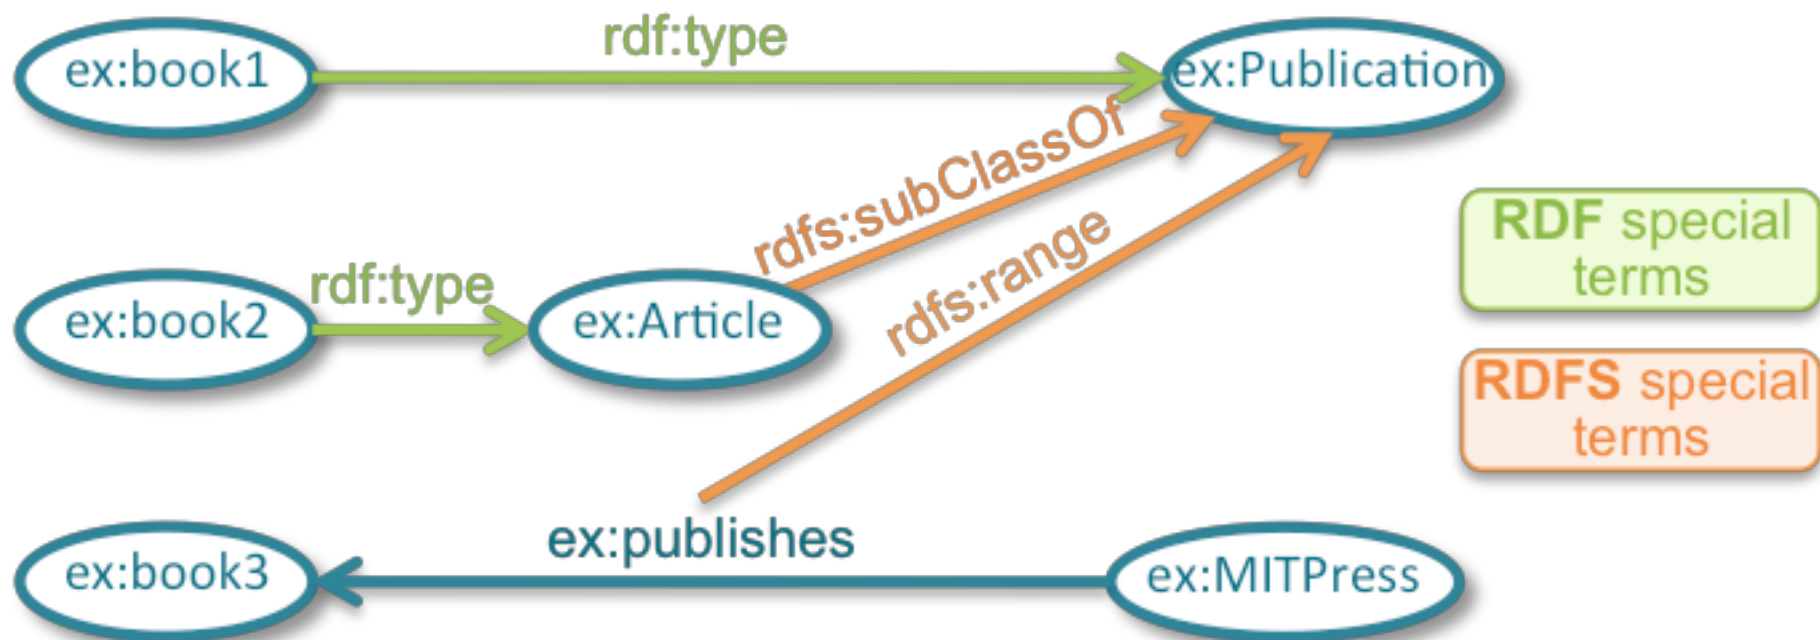 rdf:type
ex:book1
ex:Publication
rdfs:subClassOf
RDF special
terms
rdf:type
ex:book2
ex:Article
rdfs:range
RDFS special
terms
ex:publishes
ex:book3
ex:MITPress